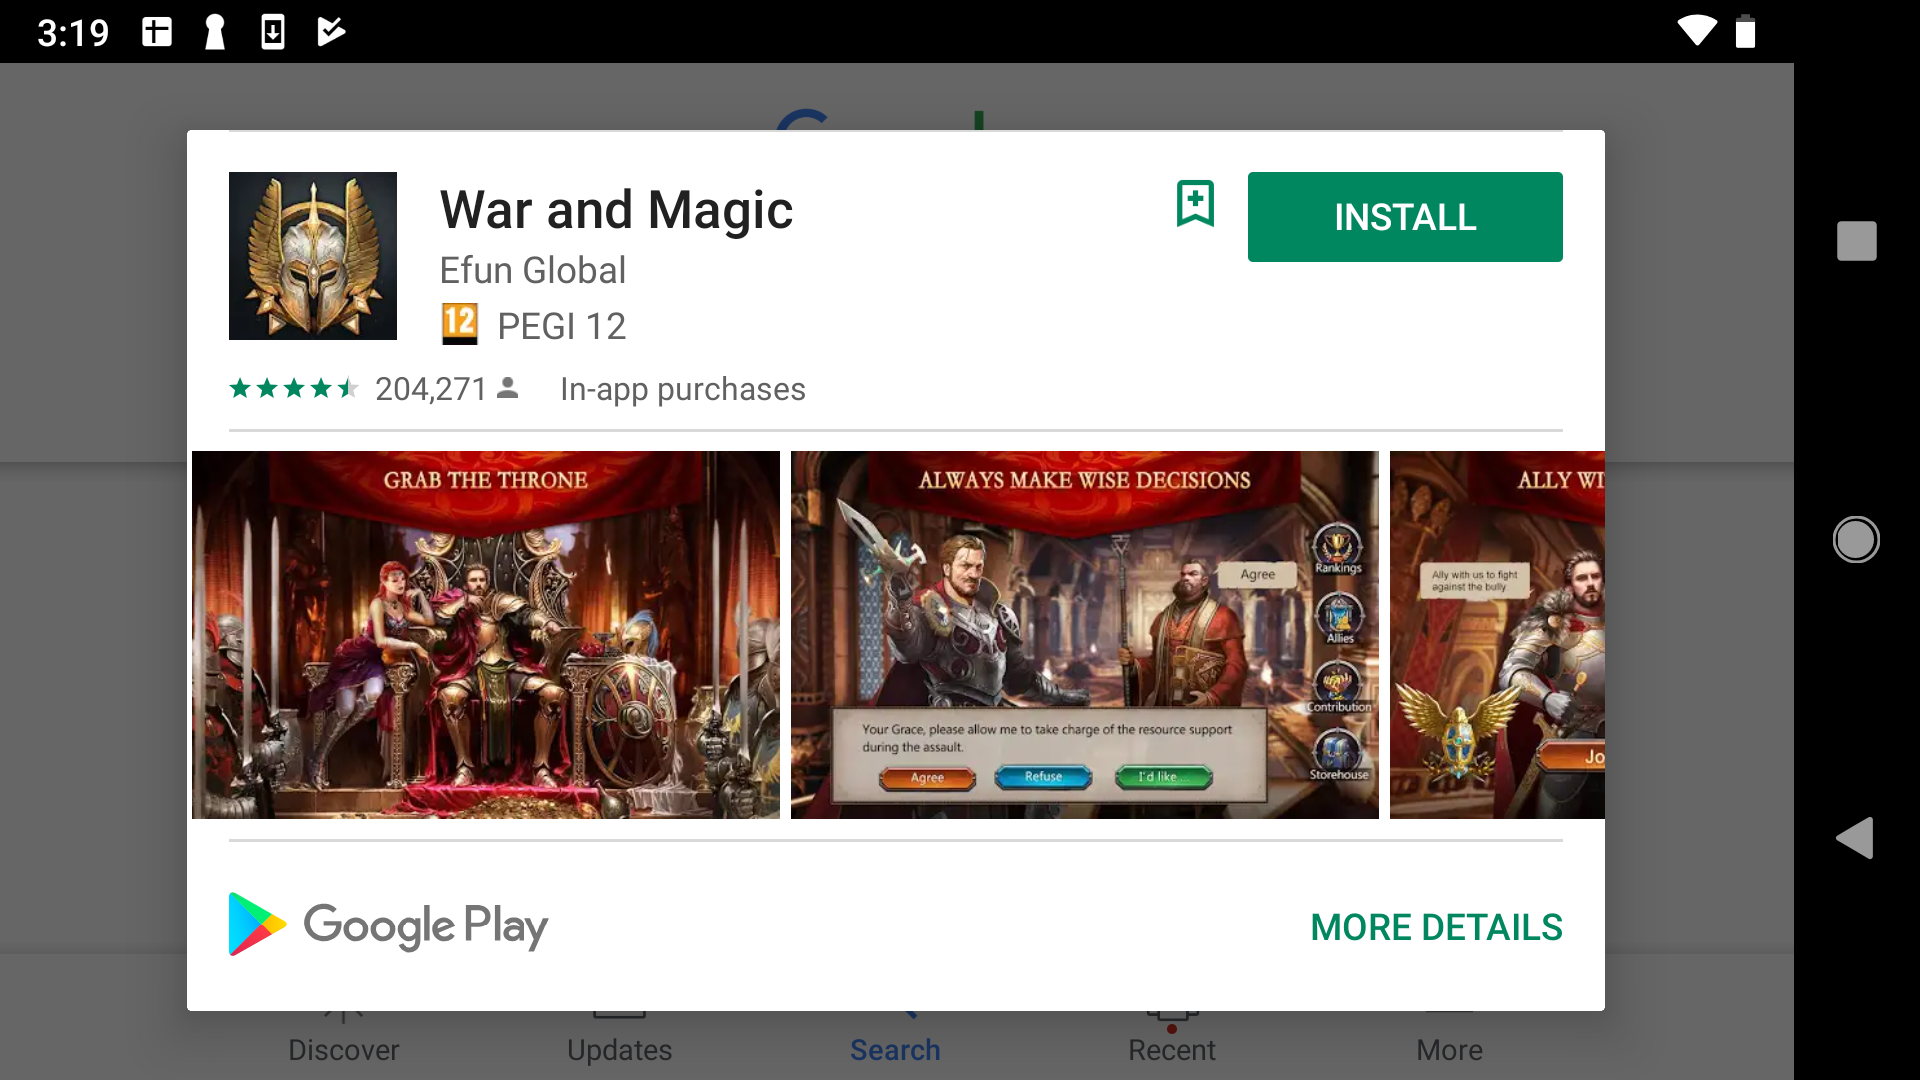 3:19
War and Magic
INSTALL
Efun Global
12 PEGI 12
204,271 In-app purchases
GRAB THE THRONE
ALWAYS MAKE WISE DECISIONS
Agree
Rankings
Allies
Contribution
Storehouse
Your Grace, please allow me to take charge of the resource support
during the assault.
Agree Refuse I'd like...
ALLY WI
Ally with us to fight
against the bully
Jo
Google Play
MORE DETAILS
Discover Updates Search Recent More